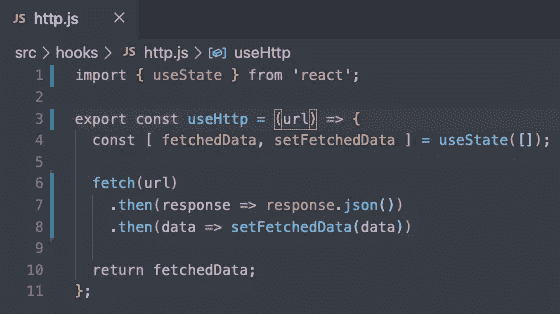 JS http.js ×
src > hooks > JS http.js > useHttp
1 import { useState } from 'react';
2
3 export const useHttp = (url) => {
4 const [ fetchedData, setFetchedData ] = useState([]);
5
6 fetch(url)
7 .then(response => response.json())
8 .then(data => setFetchedData(data))
9
10 return fetchedData;
11 };